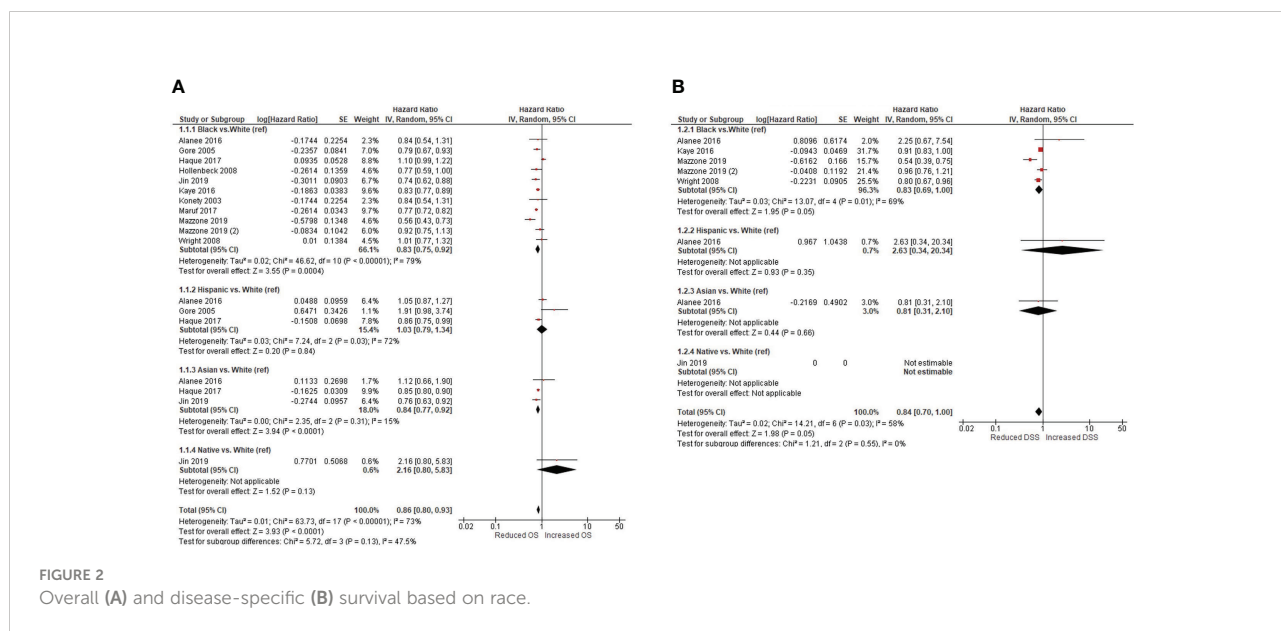 A
Hazard Ratio Hazard Ratio
Study or Subgroup log[Hazard Ratio] SE Weight IV, Random, 95% CI IV, Random, 95% CI
1.1.1 Black vs.White (ref)
Alanee 2016 -0.1744 0.2254 2.3% 0.84 [0.54, 1.31]
Gore 2005 -0.2357 0.0841 7.1% 0.79 [0.67, 0.93]
Haque 2017 0.0935 0.0528 8.8% 1.10 [0.99, 1.22]
Hollenbeck 2008 -0.2614 0.1359 4.6% 0.77 [0.59, 1.00]
Jin 2019 -0.3011 0.0903 6.7% 0.74 [0.62, 0.88]
Kaye 2016 -0.1863 0.0383 9.6% 0.83 [0.77, 0.89]
Konety 2003 -0.1744 0.2254 2.3% 0.84 [0.54, 1.31]
Maruf 2017 -0.2614 0.0343 9.7% 0.77 [0.72, 0.82]
Mazzone 2019 -0.5798 0.1348 4.6% 0.56 [0.43, 0.73]
Mazzone 2019 (2) -0.0834 0.1042 6.0% 0.92 [0.75, 1.13]
Wright 2008 0.01 0.1384 4.5% 1.01 [0.77, 1.32]
Subtotal (95% CI) 66.1% 0.83 [0.75, 0.92]
Heterogeneity: Tau² = 0.02; Chi² = 46.62, df = 10 (P < 0.00001); I² = 79%
Test for overall effect: Z = 3.55 (P = 0.0004)
1.1.2 Hispanic vs. White (ref)
Alanee 2016 0.0488 0.0959 6.4% 1.05 [0.87, 1.27]
Gore 2005 0.6471 0.3426 1.1% 1.91 [0.98, 3.74]
Haque 2017 -0.1508 0.0698 7.8% 0.86 [0.75, 0.99]
Subtotal (95% CI) 15.4% 1.03 [0.79, 1.34]
Heterogeneity: Tau² = 0.03; Chi² = 7.24, df = 2 (P = 0.03); I² = 72%
Test for overall effect: Z = 0.20 (P = 0.84)
1.1.3 Asian vs. White (ref)
Alanee 2016 0.1133 0.2698 1.7% 1.12 [0.66, 1.90]
Haque 2017 -0.1625 0.0309 9.9% 0.85 [0.80, 0.90]
Jin 2019 -0.2744 0.0957 6.4% 0.76 [0.63, 0.92]
Subtotal (95% CI) 18.0% 0.84 [0.77, 0.92]
Heterogeneity: Tau² = 0.00; Chi² = 2.35, df = 2 (P = 0.31); I² = 15%
Test for overall effect: Z = 3.94 (P < 0.0001)
1.1.4 Native vs. White (ref)
Jin 2019 0.7701 0.5068 0.6% 2.16 [0.80, 5.83]
Subtotal (95% CI) 0.6% 2.16 [0.80, 5.83]
Heterogeneity: Not applicable
Test for overall effect: Z = 1.52 (P = 0.13)
Total (95% CI) 100.0% 0.86 [0.80, 0.93]
Heterogeneity: Tau² = 0.01; Chi² = 63.73, df = 17 (P < 0.00001); I² = 73%
Test for overall effect: Z = 3.93 (P < 0.0001)
Test for subgroup differences: Chi² = 5.72, df = 3 (P = 0.13), I² = 47.5%
0.02 0.1 1 10 50
Reduced OS Increased OS
B
Hazard Ratio Hazard Ratio
Study or Subgroup log[Hazard Ratio] SE Weight IV, Random, 95% CI IV, Random, 95% CI
1.2.1 Black vs.White (ref)
Alanee 2016 0.8096 0.6174 2.0% 2.25 [0.67, 7.54]
Kaye 2016 -0.0943 0.0469 31.7% 0.91 [0.83, 1.00]
Mazzone 2019 -0.6162 0.166 15.7% 0.54 [0.39, 0.75]
Mazzone 2019 (2) -0.0408 0.1192 21.4% 0.96 [0.76, 1.21]
Wright 2008 -0.2231 0.0905 25.5% 0.80 [0.67, 0.96]
Subtotal (95% CI) 96.3% 0.83 [0.69, 1.00]
Heterogeneity: Tau² = 0.03; Chi² = 13.07, df = 4 (P = 0.01); I² = 69%
Test for overall effect: Z = 1.95 (P = 0.05)
1.2.2 Hispanic vs. White (ref)
Alanee 2016 0.967 1.0438 0.7% 2.63 [0.34, 20.34]
Subtotal (95% CI) 0.7% 2.63 [0.34, 20.34]
Heterogeneity: Not applicable
Test for overall effect: Z = 0.93 (P = 0.35)
1.2.3 Asian vs. White (ref)
Alanee 2016 -0.2169 0.4902 3.0% 0.81 [0.31, 2.10]
Subtotal (95% CI) 3.0% 0.81 [0.31, 2.10]
Heterogeneity: Not applicable
Test for overall effect: Z = 0.44 (P = 0.66)
1.2.4 Native vs. White (ref)
Jin 2019 0 0 Not estimable
Subtotal (95% CI) Not estimable
Heterogeneity: Not applicable
Test for overall effect: Not applicable
Total (95% CI) 100.0% 0.84 [0.70, 1.00]
Heterogeneity: Tau² = 0.02; Chi² = 14.21, df = 6 (P = 0.03); I² = 58%
Test for overall effect: Z = 1.98 (P = 0.05)
Test for subgroup differences: Chi² = 1.21, df = 2 (P = 0.55), I² = 0%
0.02 0.1 1 10 50
Reduced DSS Increased DSS
FIGURE 2
Overall (A) and disease-specific (B) survival based on race.